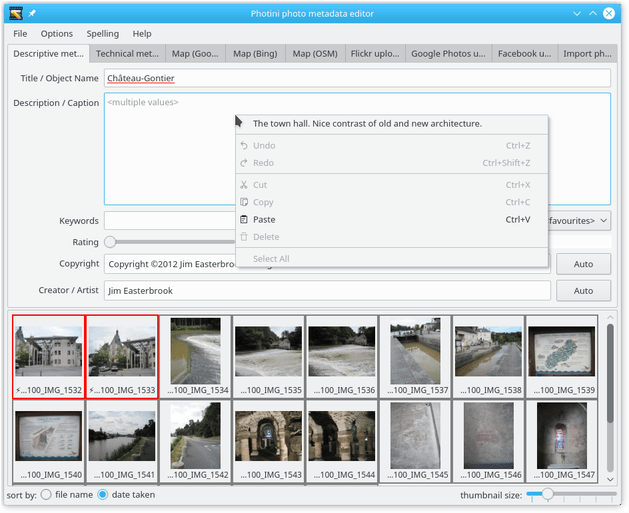 Photini photo metadata editor
File Options Spelling Help
Descriptive met... Technical met... Map (Goo... Map (Bing) Map (OSM) Flickr uplo... Google Photos u... Facebook u... Import ph...
Title / Object Name Château-Gontier
Description / Caption <multiple values>
The town hall. Nice contrast of old and new architecture.
Undo Ctrl+Z
Redo Ctrl+Shift+Z
Cut Ctrl+X
Copy Ctrl+C
Paste Ctrl+V
Delete
Select All
Keywords favourites>
Rating
Copyright Copyright ©2012 Jim Easterbroo Auto
Creator / Artist Jim Easterbrook Auto
...100_IMG_1532 ...100_IMG_1533 ...100_IMG_1534 ...100_IMG_1535 ...100_IMG_1536 ...100_IMG_1537 ...100_IMG_1538 ...100_IMG_1539
...100_IMG_1540 ...100_IMG_1541 ...100_IMG_1542 ...100_IMG_1543 ...100_IMG_1544 ...100_IMG_1545 ...100_IMG_1546 ...100_IMG_1547
sort by: file name date taken thumbnail size: